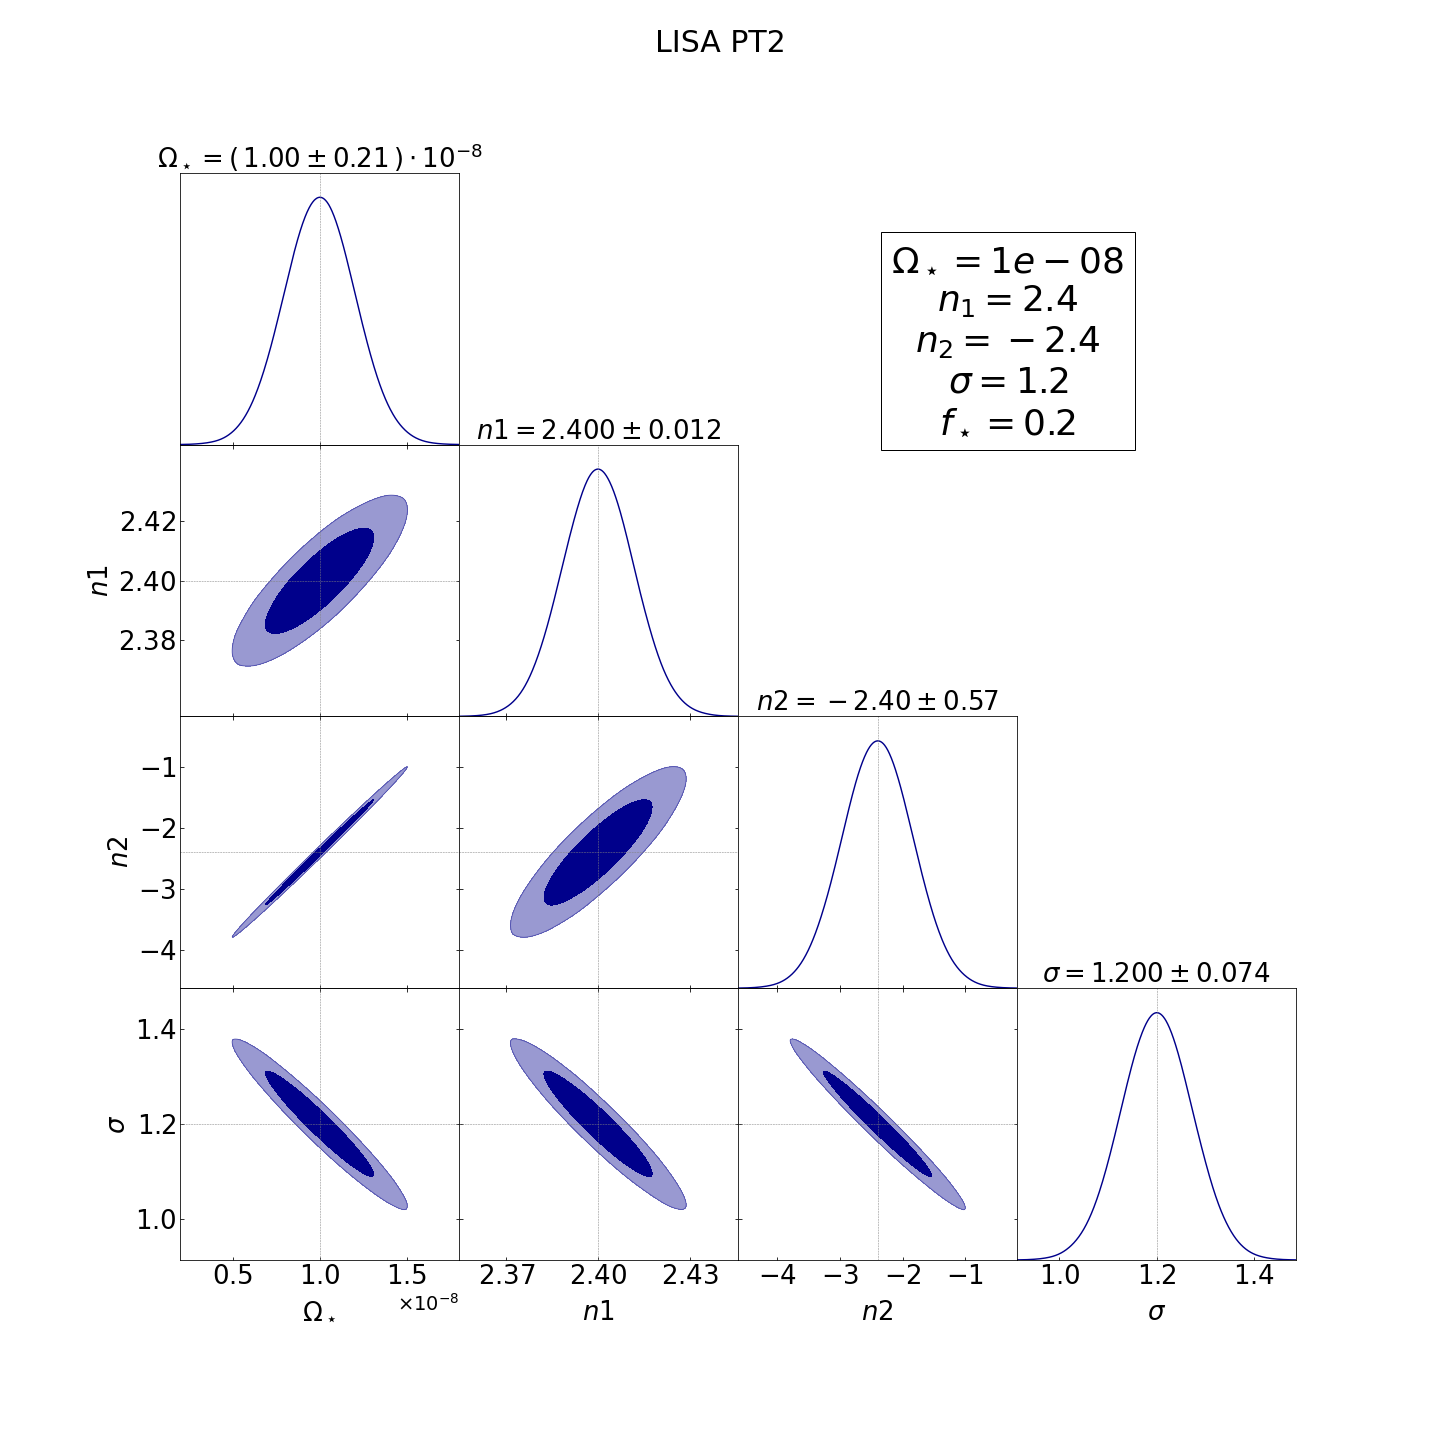 LISA PT2
Ω⋆ = (1.00 ± 0.21) · 10⁻⁸
Ω⋆ = 1e − 08
n₁ = 2.4
n₂ = −2.4
σ = 1.2
f⋆ = 0.2
n1 = 2.400 ± 0.012
n1
2.42
2.40
2.38
n2 = −2.40 ± 0.57
n2
−1
−2
−3
−4
σ = 1.200 ± 0.074
σ
1.4
1.2
1.0
0.5 1.0 1.5 2.37 2.40 2.43 −4 −3 −2 −1 1.0 1.2 1.4
×10⁻⁸
Ω⋆ n1 n2 σ